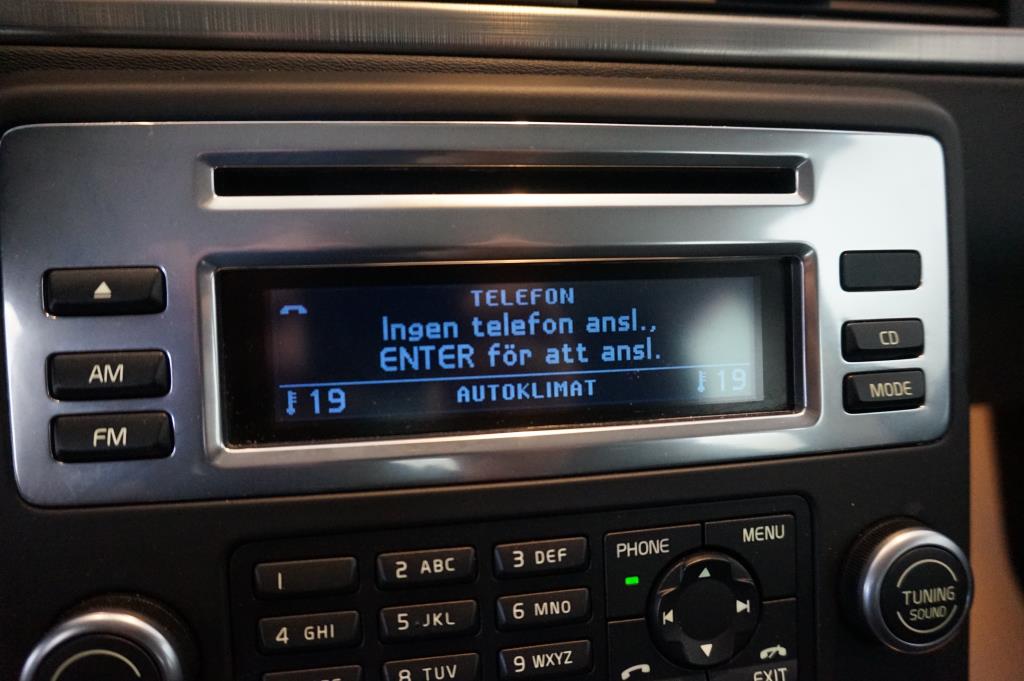 TELEFON
Ingen telefon ansl.,
ENTER för att ansl.
19 AUTOKLIMAT 19
AM
FM
CD
MODE
1
2 ABC
3 DEF
PHONE
MENU
4 GHI
5 JKL
6 MNO
8 TUV
9 WXYZ
EXIT
TUNING
SOUND